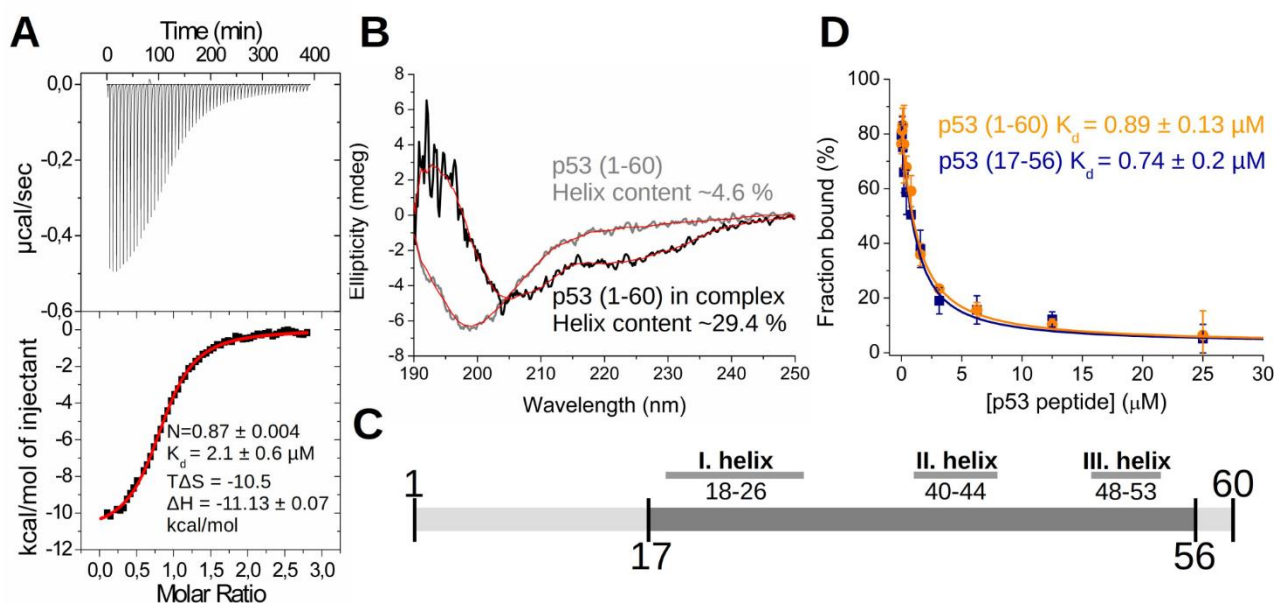 A
Time (min)
0 100 200 300 400
0,0
-0,2
-0,4
-0,6
µcal/sec
0
-2
-4
-6
-8
-10
-12
kcal/mol of injectant
N=0.87 ± 0.004
Kd = 2.1 ± 0.6 µM
TΔS = -10.5
ΔH = -11.13 ± 0.07
kcal/mol
0,0 0,5 1,0 1,5 2,0 2,5 3,0
Molar Ratio
B
8
6
4
2
0
-2
-4
-6
-8
Ellipticity (mdeg)
p53 (1-60)
Helix content ~4.6 %
p53 (1-60) in complex
Helix content ~29.4 %
190 200 210 220 230 240 250
Wavelength (nm)
D
100
80
60
40
20
0
Fraction bound (%)
p53 (1-60) Kd = 0.89 ± 0.13 µM
p53 (17-56) Kd = 0.74 ± 0.2 µM
0 5 10 15 20 25 30
[p53 peptide] (µM)
C
I. helix II. helix III. helix
18-26 40-44 48-53
1 60
17 56